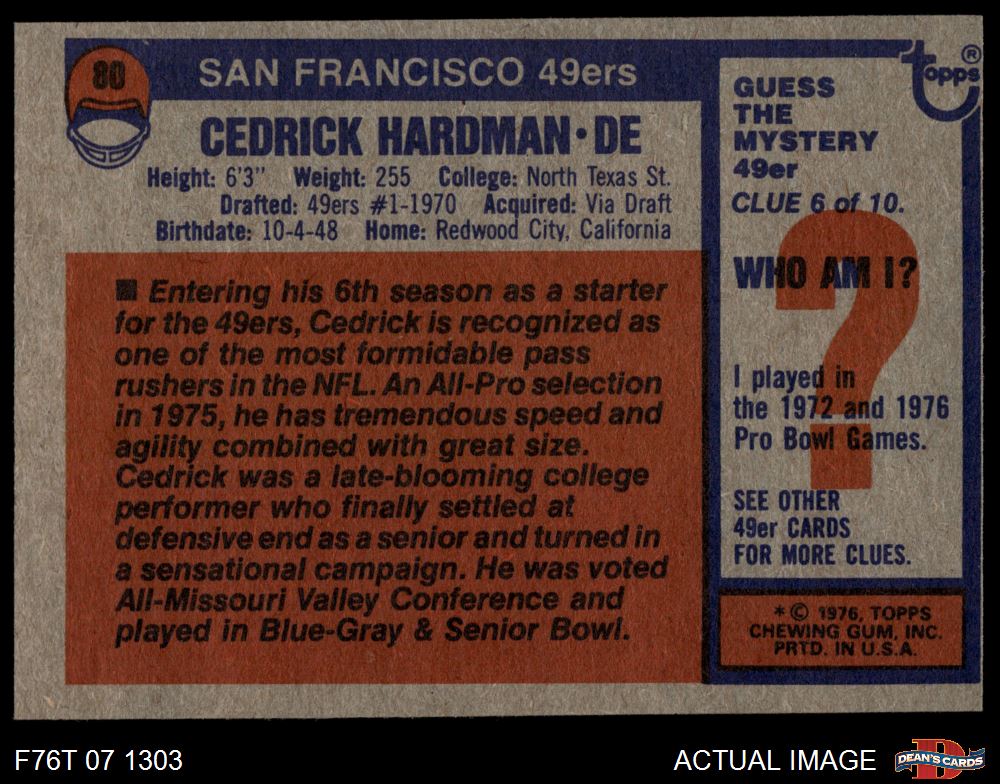 80
SAN FRANCISCO 49ers
CEDRICK HARDMAN • DE
Height: 6'3" Weight: 255 College: North Texas St.
Drafted: 49ers #1-1970 Acquired: Via Draft
Birthdate: 10-4-48 Home: Redwood City, California
■ Entering his 6th season as a starter
for the 49ers, Cedrick is recognized as
one of the most formidable pass
rushers in the NFL. An All-Pro selection
in 1975, he has tremendous speed and
agility combined with great size.
Cedrick was a late-blooming college
performer who finally settled at
defensive end as a senior and turned in
a sensational campaign. He was voted
All-Missouri Valley Conference and
played in Blue-Gray & Senior Bowl.
topps®
GUESS
THE
MYSTERY
49er
CLUE 6 of 10.
?
WHO AM I?
I played in
the 1972 and 1976
Pro Bowl Games.
SEE OTHER
49er CARDS
FOR MORE CLUES.
* © 1976, TOPPS
CHEWING GUM, INC.
PRTD. IN U.S.A.
F76T 07 1303
ACTUAL IMAGE
D
DEAN'S CARDS